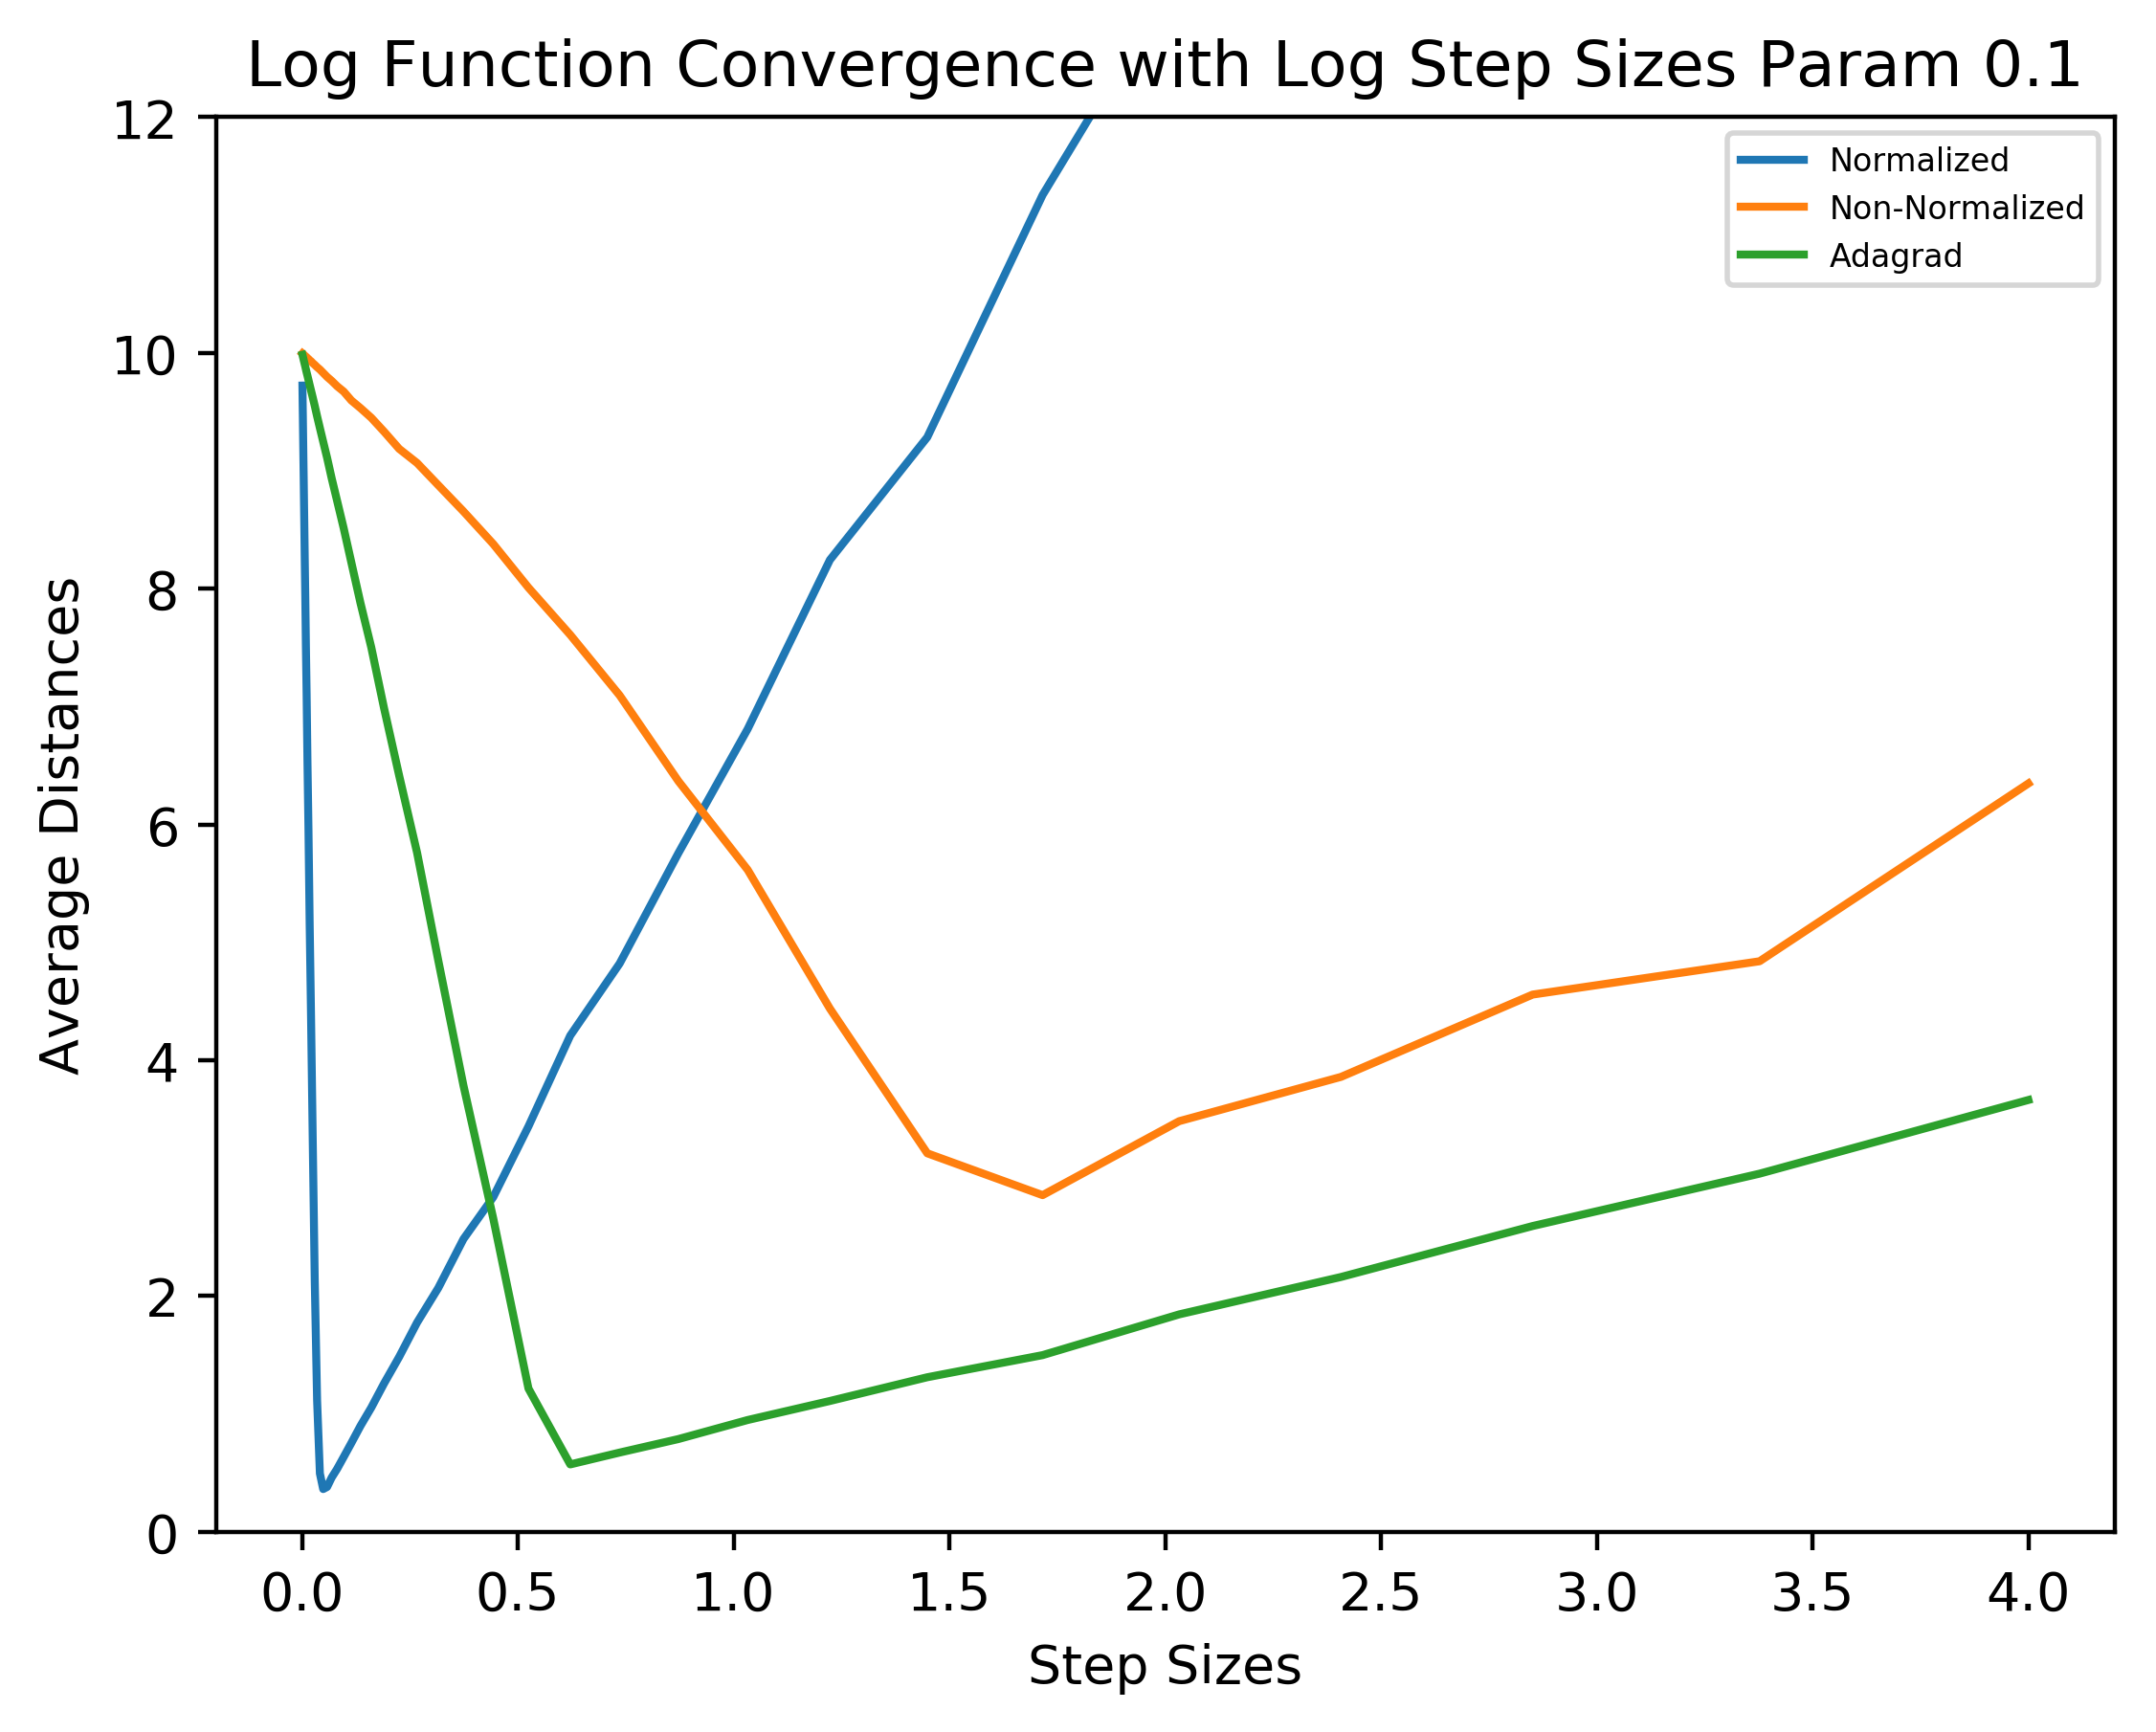 Log Function Convergence with Log Step Sizes Param 0.1
12
10
8
6
4
2
0
Average Distances
Normalized
Non-Normalized
Adagrad
0.0 0.5 1.0 1.5 2.0 2.5 3.0 3.5 4.0
Step Sizes